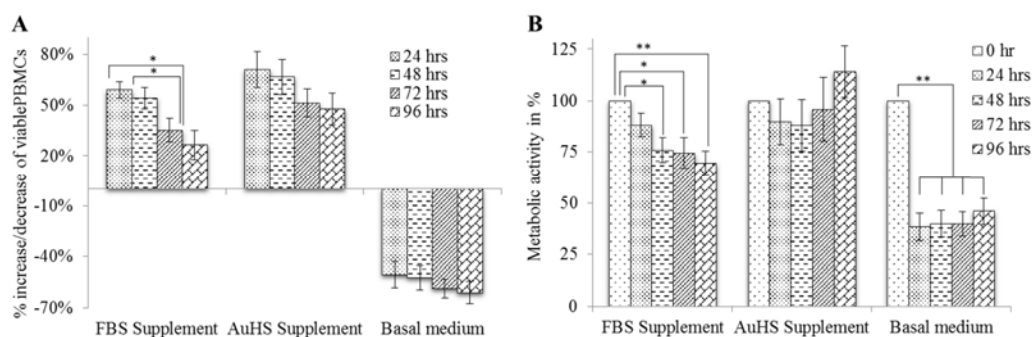 A
% increase/decrease of viablePBMCs
80%
50%
20%
-10%
-40%
-70%
*
*
24 hrs
48 hrs
72 hrs
96 hrs
FBS Supplement
AuHS Supplement
Basal medium
B
Metabolic activity in %
125
100
75
50
25
0
**
*
*
**
0 hr
24 hrs
48 hrs
72 hrs
96 hrs
FBS Supplement
AuHS Supplement
Basal medium